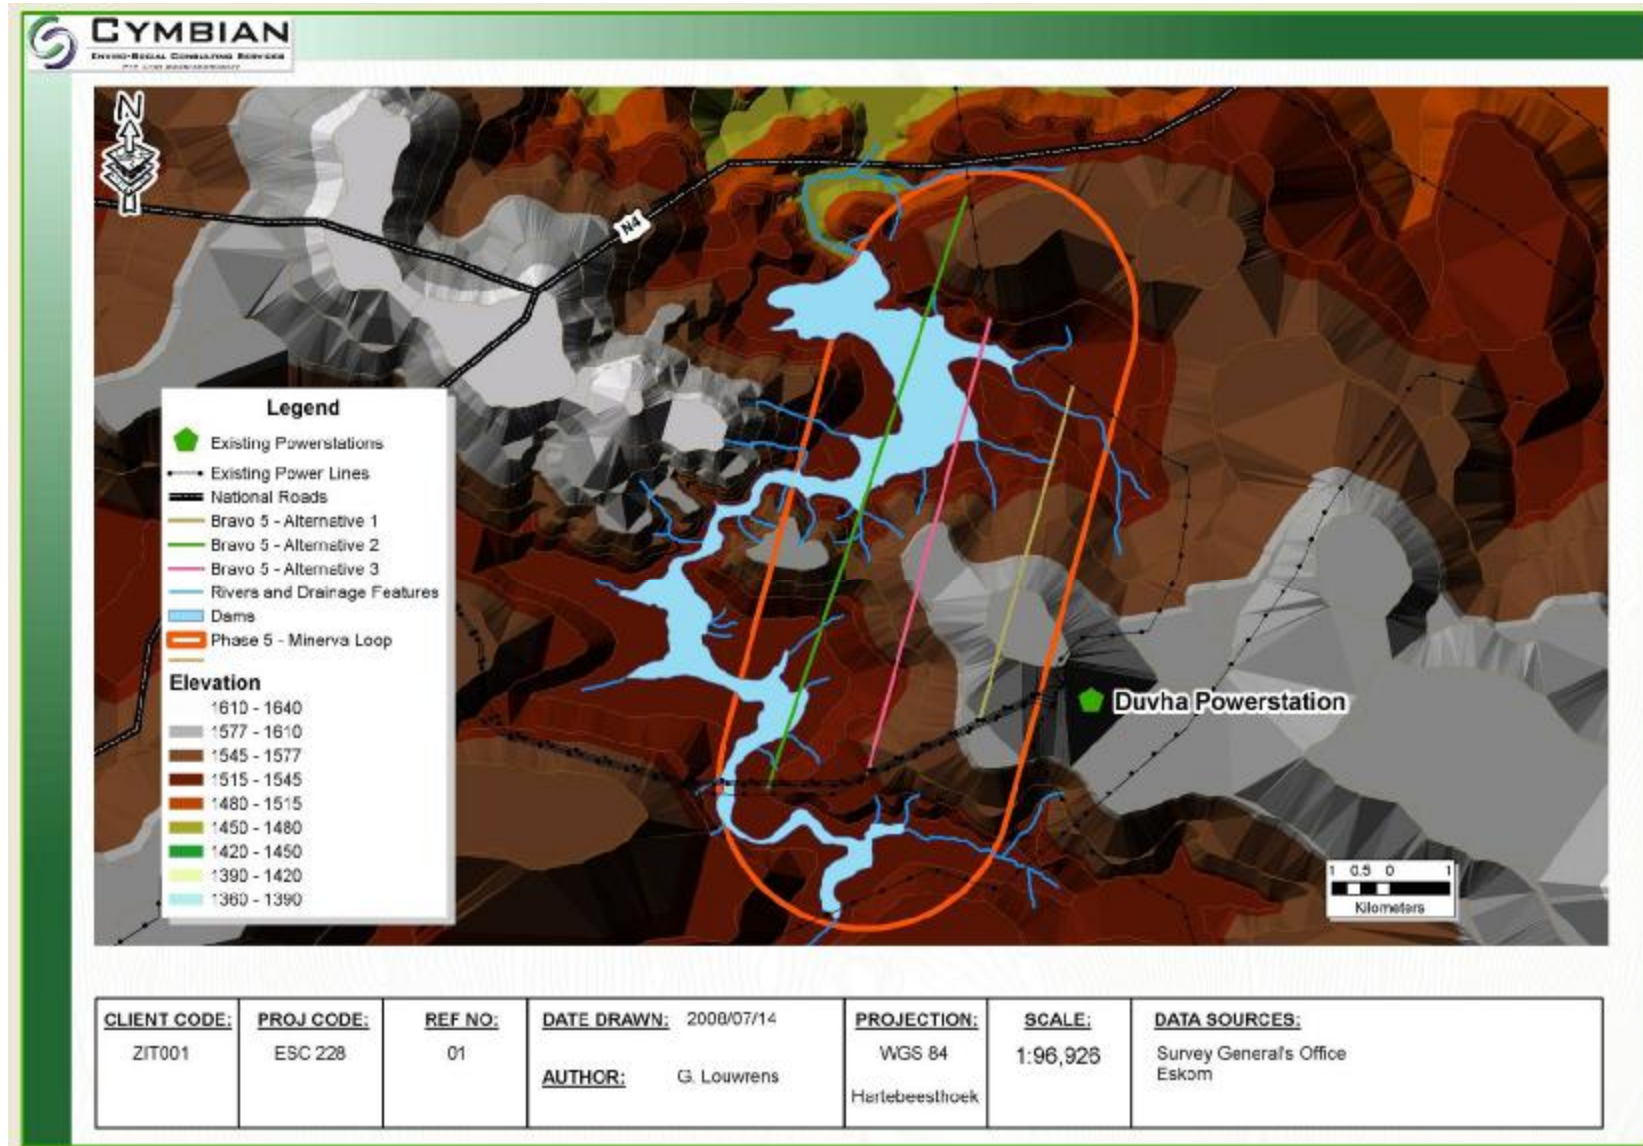 CYMBIAN
ENVIRO-SOCIAL CONSULTING SERVICES
N
N4
Legend
Existing Powerstations
Existing Power Lines
National Roads
Bravo 5 - Alternative 1
Bravo 5 - Alternative 2
Bravo 5 - Alternative 3
Rivers and Drainage Features
Dams
Phase 5 - Minerva Loop
Elevation
1610 - 1640
1577 - 1610
1545 - 1577
1515 - 1545
1480 - 1515
1450 - 1480
1420 - 1450
1390 - 1420
1360 - 1390
Duvha Powerstation
1 0.5 0 1
Kilometers
CLIENT CODE:
ZIT001
PROJ CODE:
ESC 228
REF NO:
01
DATE DRAWN: 2008/07/14
AUTHOR: G. Louwrens
PROJECTION:
WGS 84
Hartebeesthoek
SCALE:
1:96,926
DATA SOURCES:
Survey General's Office
Eskom